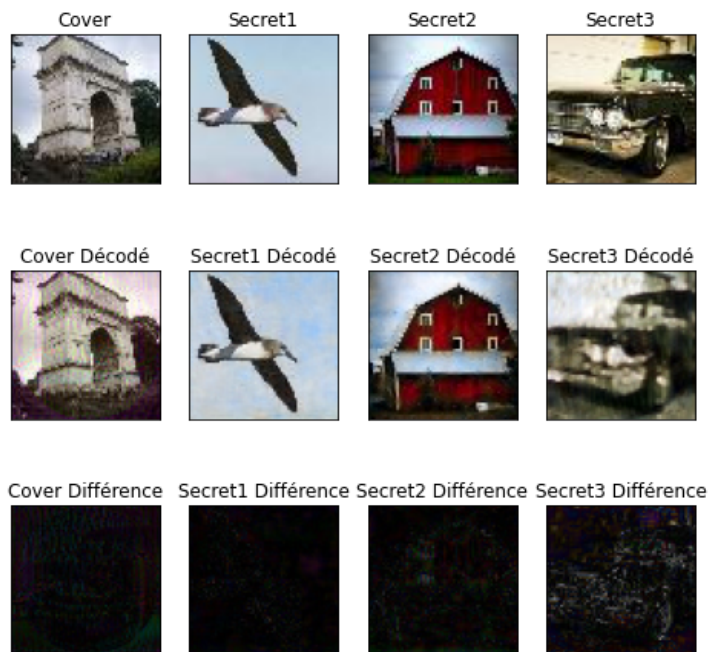 Cover Secret1 Secret2 Secret3
Cover Décodé Secret1 Décodé Secret2 Décodé Secret3 Décodé
Cover Différence Secret1 Différence Secret2 Différence Secret3 Différence